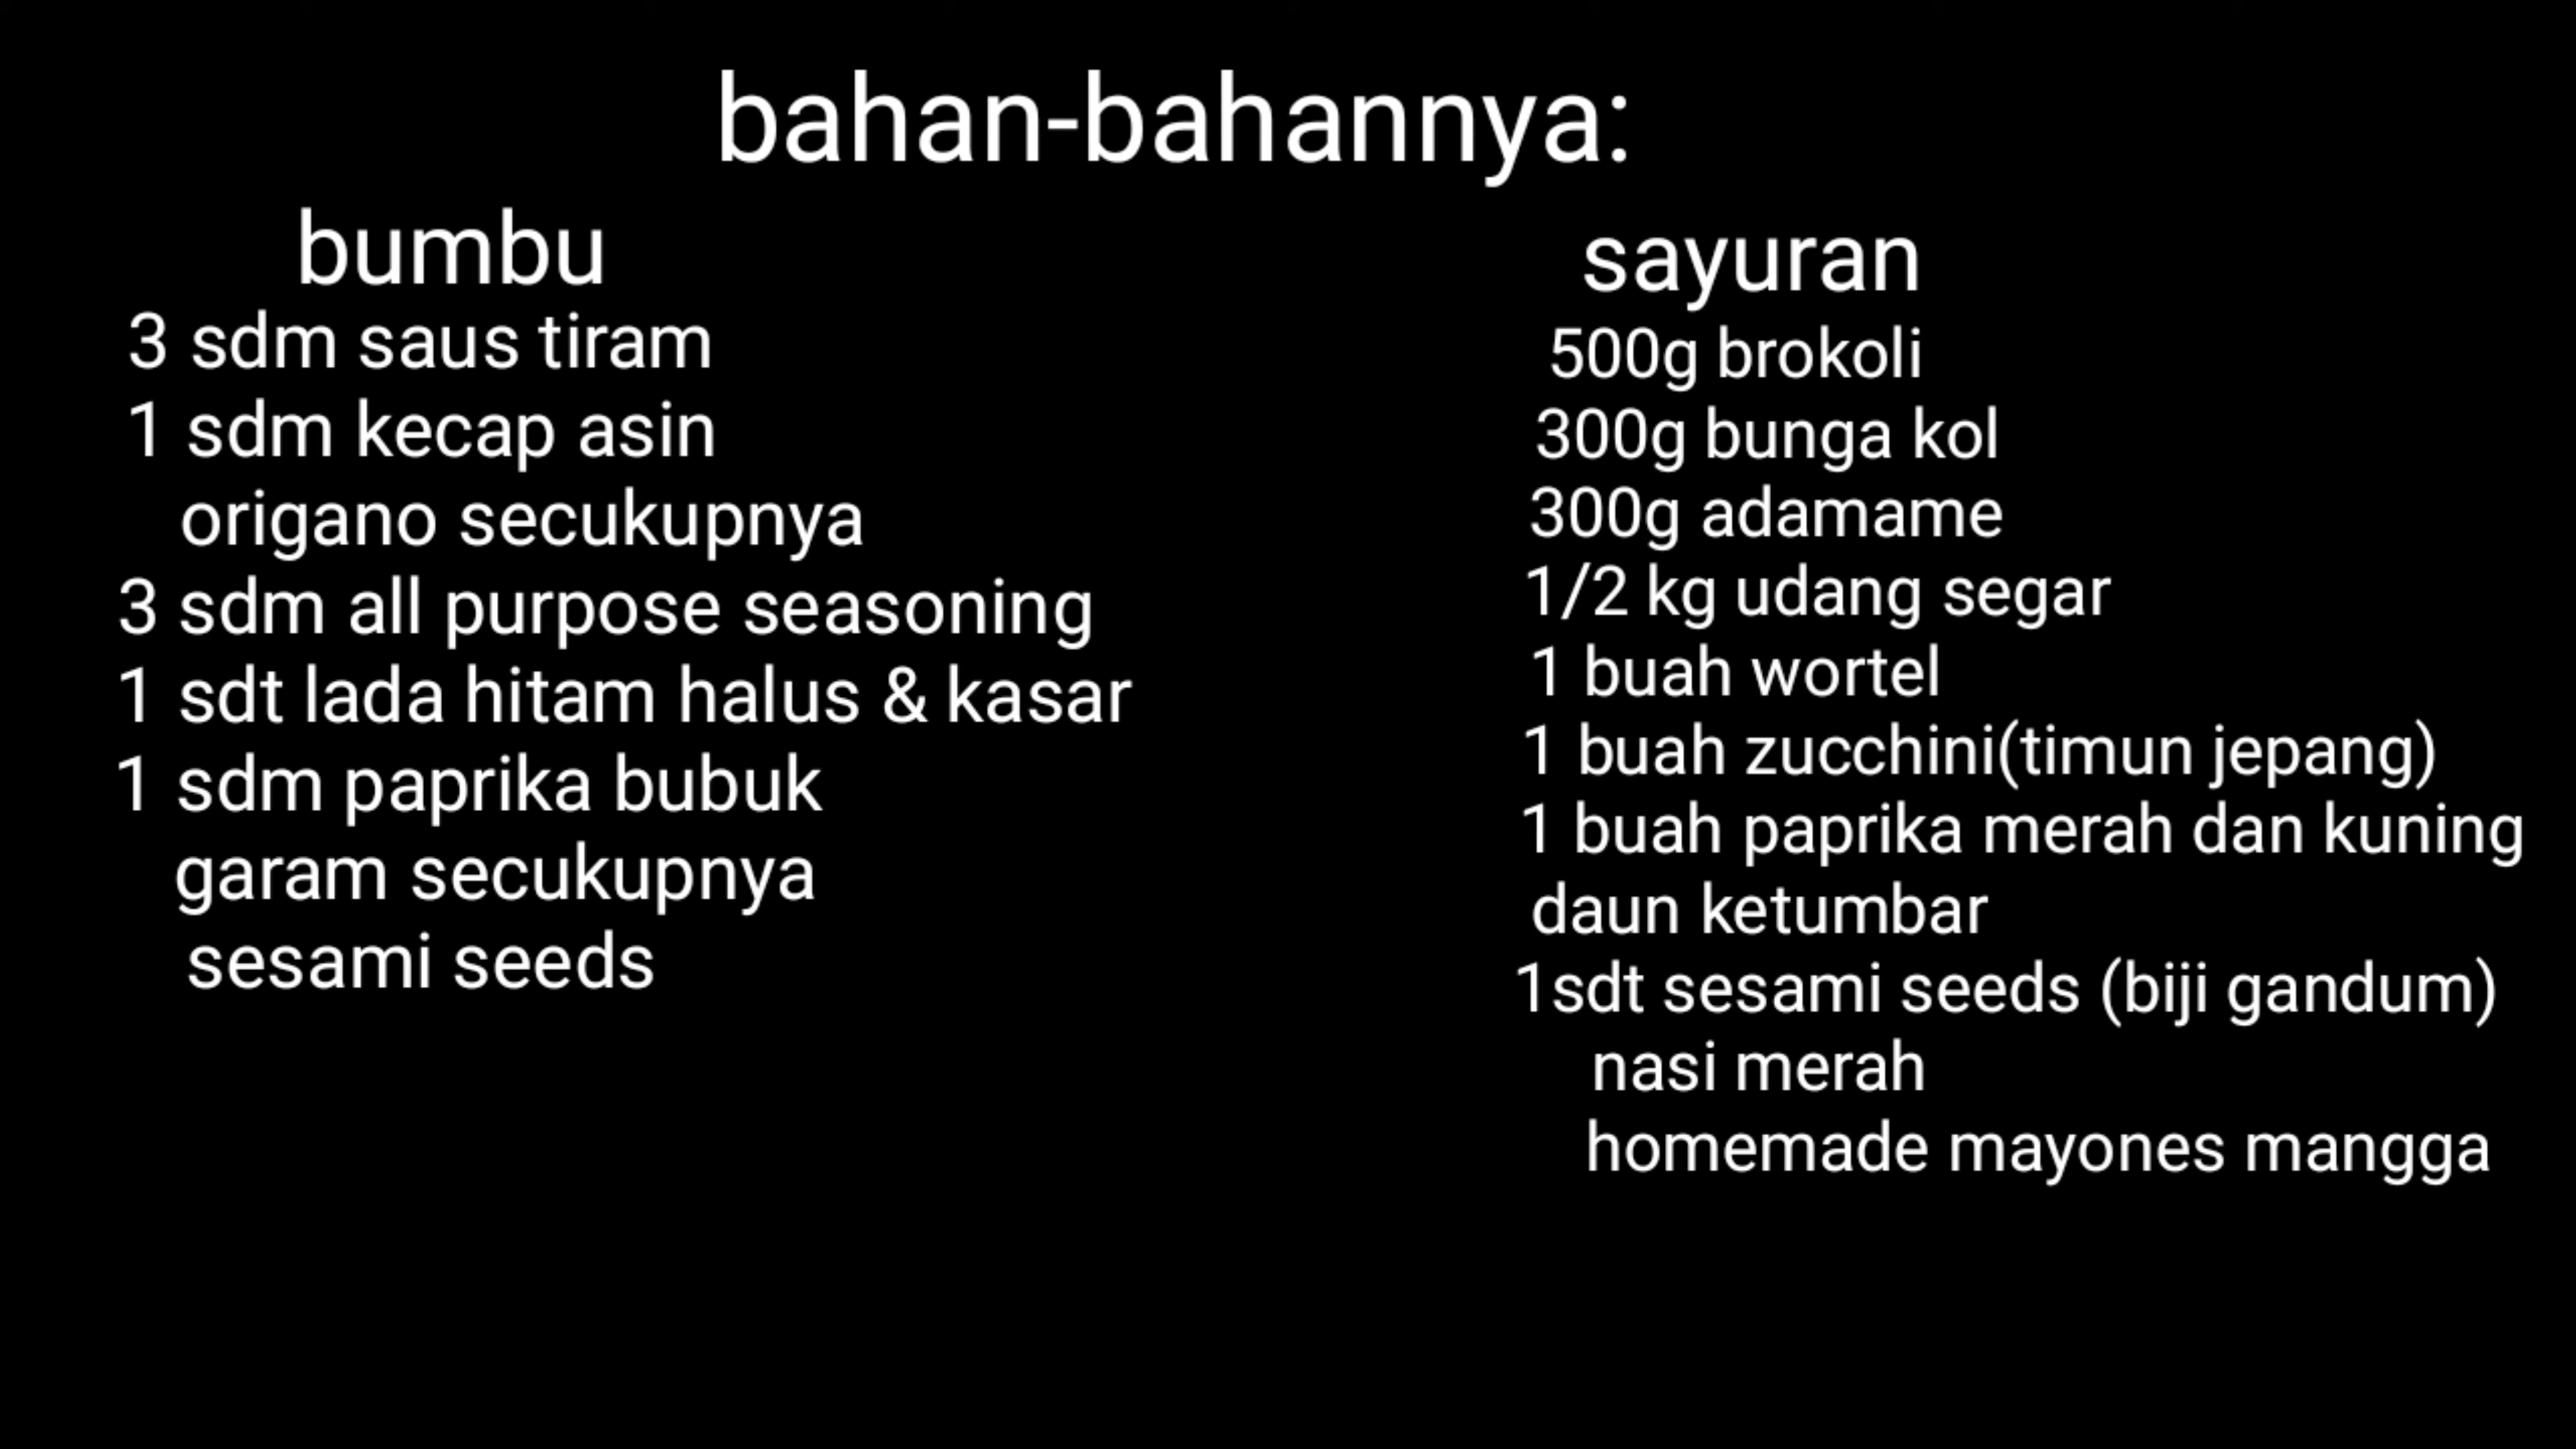 bahan-bahannya:
bumbu
3 sdm saus tiram
1 sdm kecap asin
origano secukupnya
3 sdm all purpose seasoning
1 sdt lada hitam halus & kasar
1 sdm paprika bubuk
garam secukupnya
sesami seeds
sayuran
500g brokoli
300g bunga kol
300g adamame
1/2 kg udang segar
1 buah wortel
1 buah zucchini(timun jepang)
1 buah paprika merah dan kuning
daun ketumbar
1sdt sesami seeds (biji gandum)
nasi merah
homemade mayones mangga